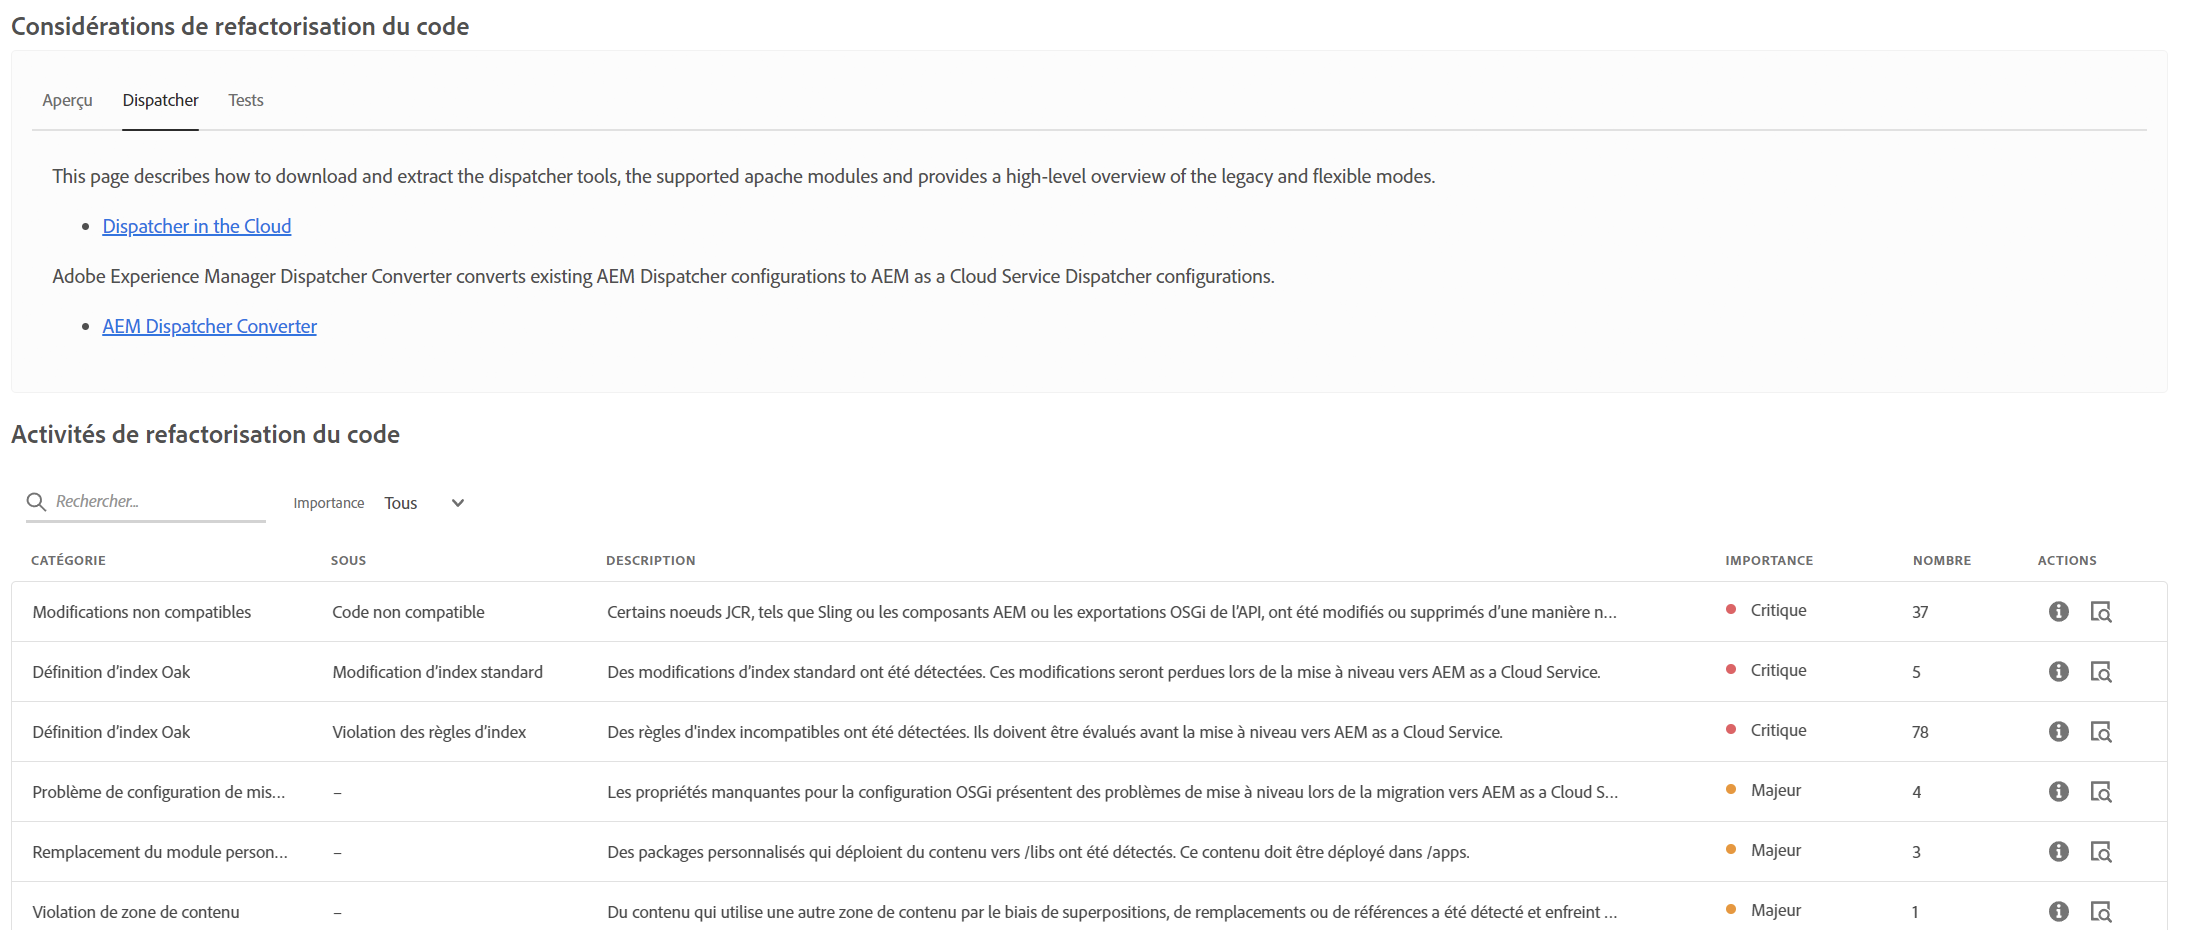 Considérations de refactorisation du code
Aperçu Dispatcher Tests
This page describes how to download and extract the dispatcher tools, the supported apache modules and provides a high-level overview of the legacy and flexible modes.
• Dispatcher in the Cloud
Adobe Experience Manager Dispatcher Converter converts existing AEM Dispatcher configurations to AEM as a Cloud Service Dispatcher configurations.
• AEM Dispatcher Converter
Activités de refactorisation du code
Rechercher... Importance Tous
CATÉGORIE SOUS DESCRIPTION IMPORTANCE NOMBRE ACTIONS
Modifications non compatibles Code non compatible Certains noeuds JCR, tels que Sling ou les composants AEM ou les exportations OSGi de l’API, ont été modifiés ou supprimés d’une manière n... Critique 37
Définition d’index Oak Modification d’index standard Des modifications d’index standard ont été détectées. Ces modifications seront perdues lors de la mise à niveau vers AEM as a Cloud Service. Critique 5
Définition d’index Oak Violation des règles d’index Des règles d'index incompatibles ont été détectées. Ils doivent être évalués avant la mise à niveau vers AEM as a Cloud Service. Critique 78
Problème de configuration de mis... – Les propriétés manquantes pour la configuration OSGi présentent des problèmes de mise à niveau lors de la migration vers AEM as a Cloud S... Majeur 4
Remplacement du module person... – Des packages personnalisés qui déploient du contenu vers /libs ont été détectés. Ce contenu doit être déployé dans /apps. Majeur 3
Violation de zone de contenu – Du contenu qui utilise une autre zone de contenu par le biais de superpositions, de remplacements ou de références a été détecté et enfreint ... Majeur 1